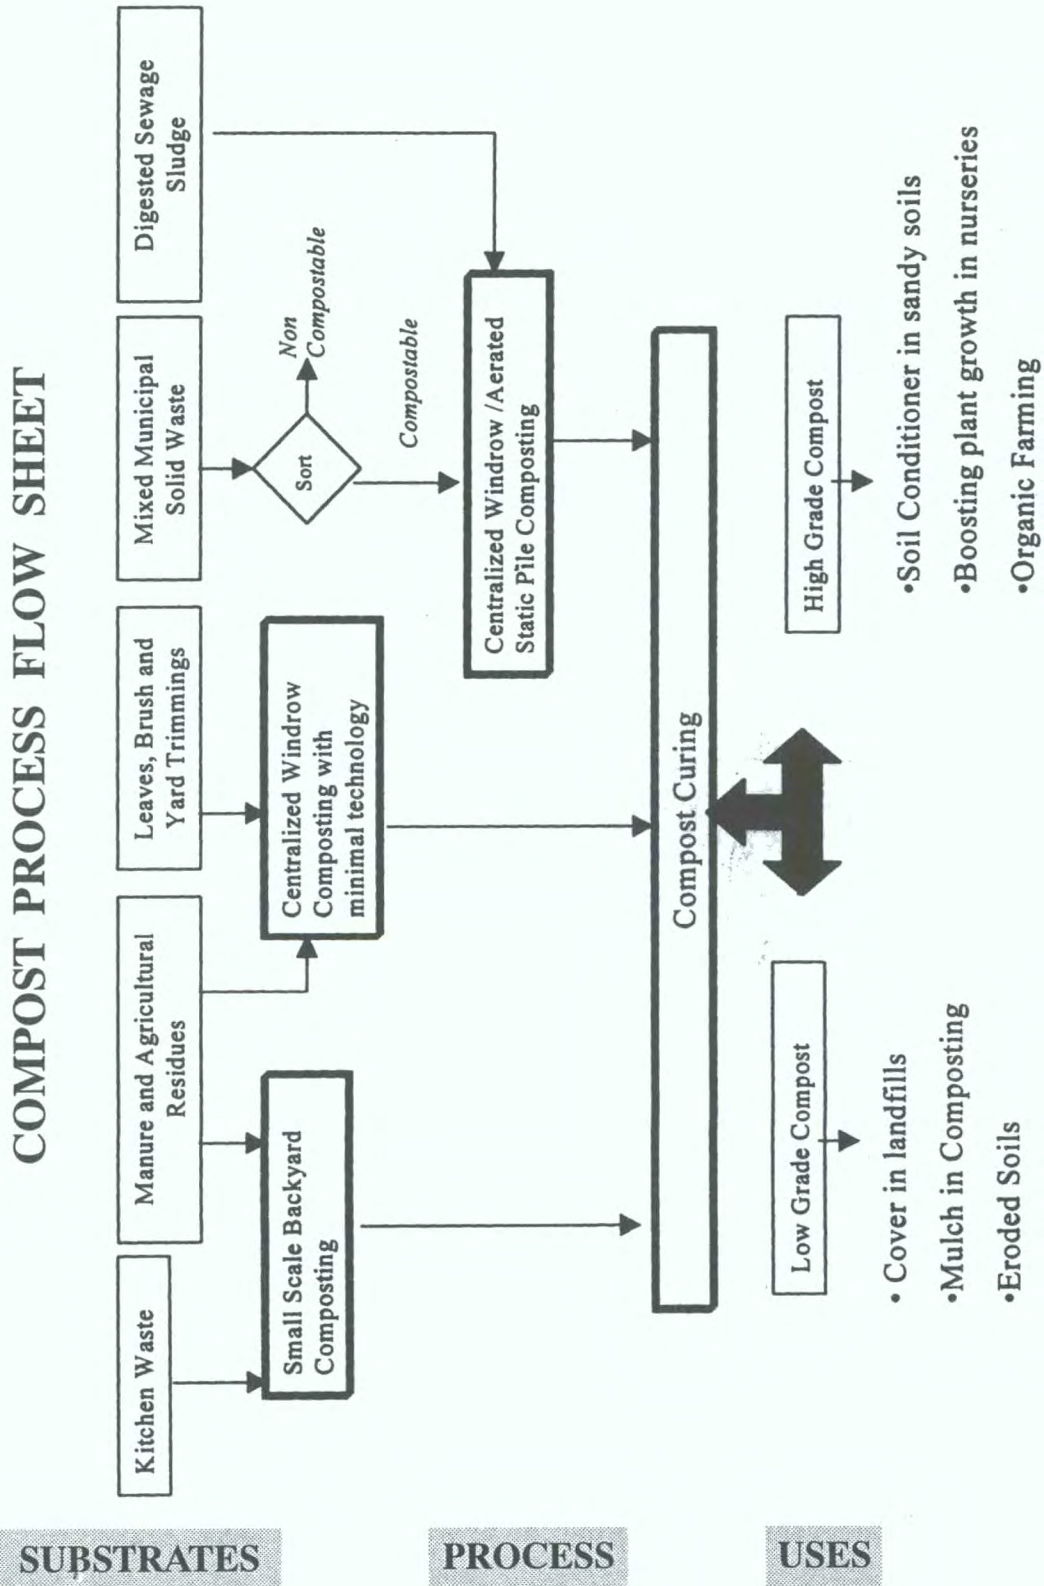 COMPOST PROCESS FLOW SHEET
SUBSTRATES
Kitchen Waste
Manure and Agricultural
Residues
Leaves, Brush and
Yard Trimmings
Mixed Municipal
Solid Waste
Digested Sewage
Sludge
Sort
Non
Compostable
Compostable
PROCESS
Small Scale Backyard
Composting
Centralized Windrow
Composting with
minimal technology
Centralized Windrow /Aerated
Static Pile Composting
Compost Curing
USES
Low Grade Compost
• Cover in landfills
•Mulch in Composting
•Eroded Soils
High Grade Compost
•Soil Conditioner in sandy soils
•Boosting plant growth in nurseries
•Organic Farming